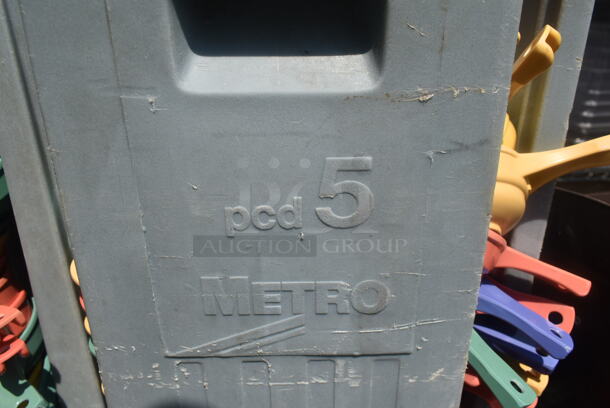 pcd 5
AUCTION GROUP
METRO